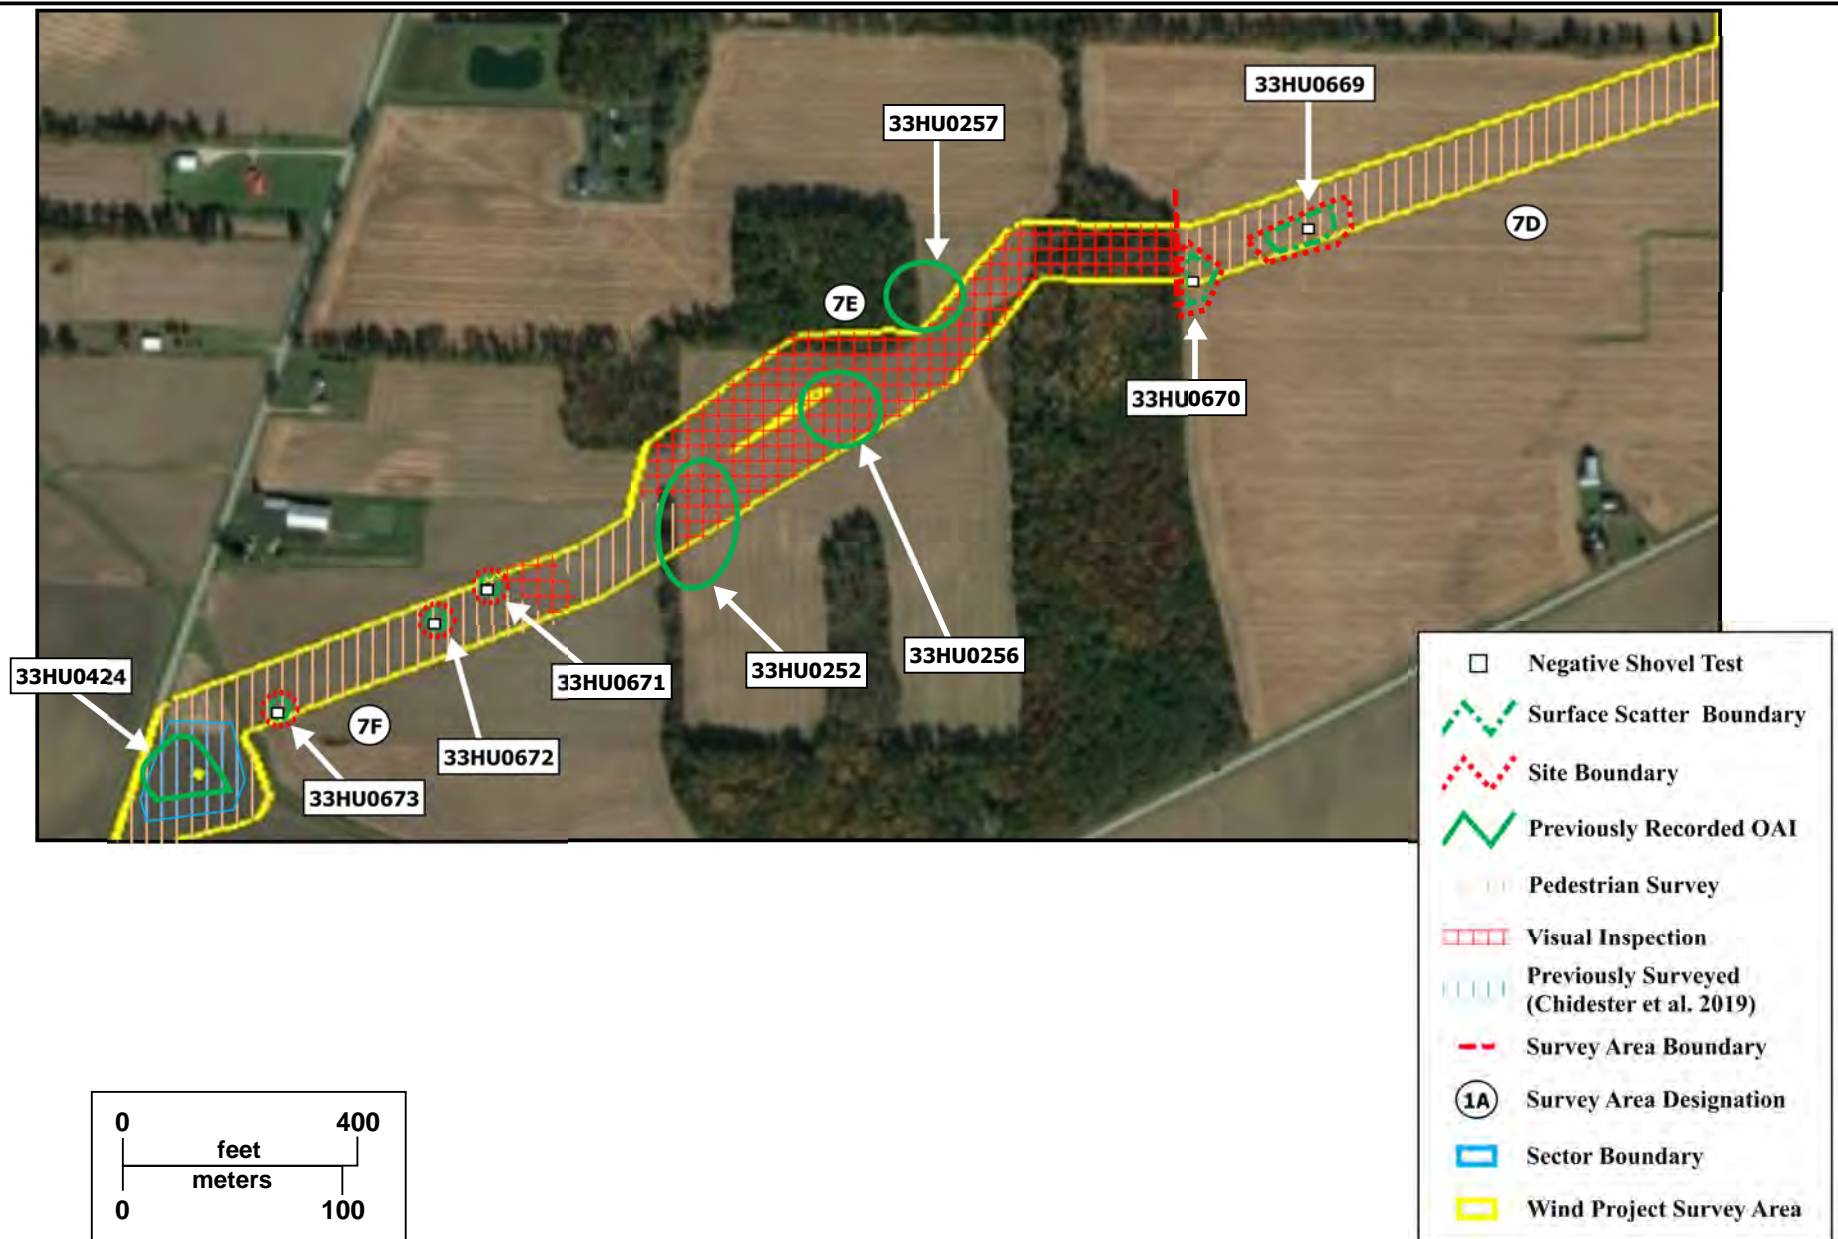 33HU0669
33HU0257
7D
7E
33HU0670
33HU0256
33HU0252
33HU0671
33HU0424
7F
33HU0672
33HU0673
Negative Shovel Test
Surface Scatter Boundary
Site Boundary
Previously Recorded OAI
Pedestrian Survey
Visual Inspection
Previously Surveyed
(Chidester et al. 2019)
Survey Area Boundary
1A Survey Area Designation
Sector Boundary
Wind Project Survey Area
0 400
feet
meters
0 100